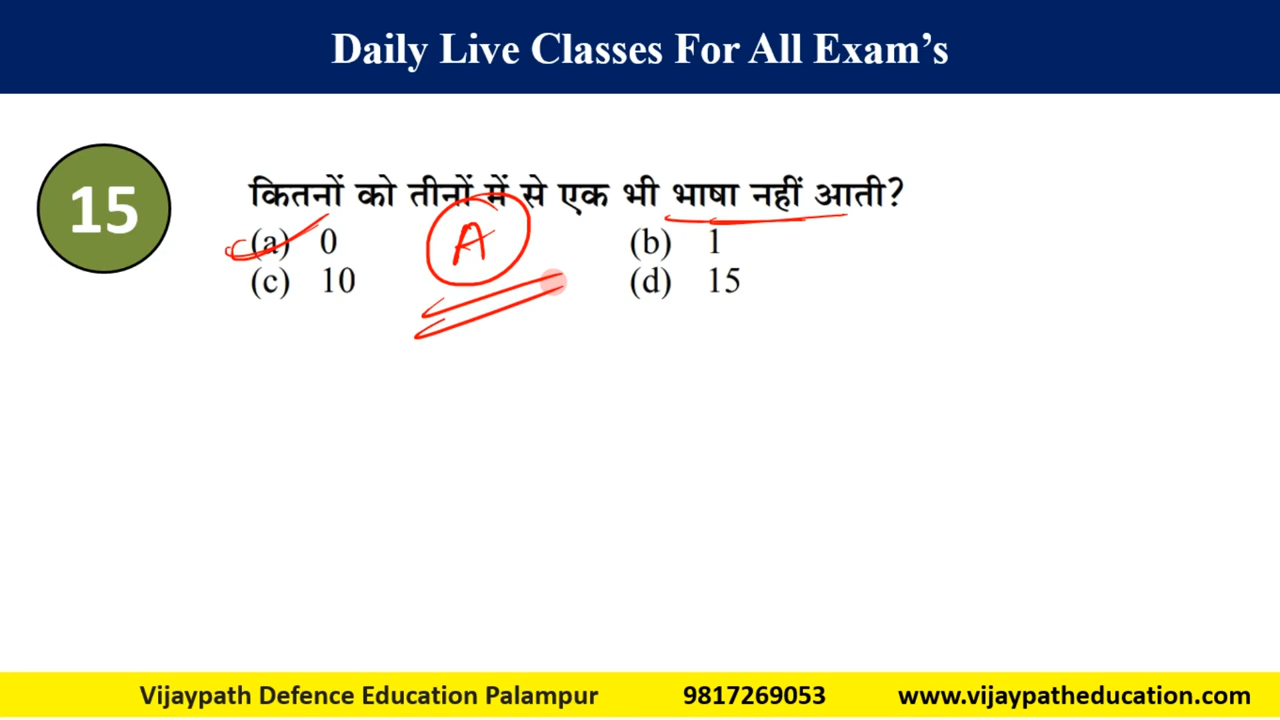 Daily Live Classes For All Exam's
15
कितनों को तीनों में से एक भी भाषा नहीं आती?
(a) 0 (b) 1
A
(c) 10 (d) 15
Vijaypath Defence Education Palampur 9817269053 www.vijaypatheducation.com